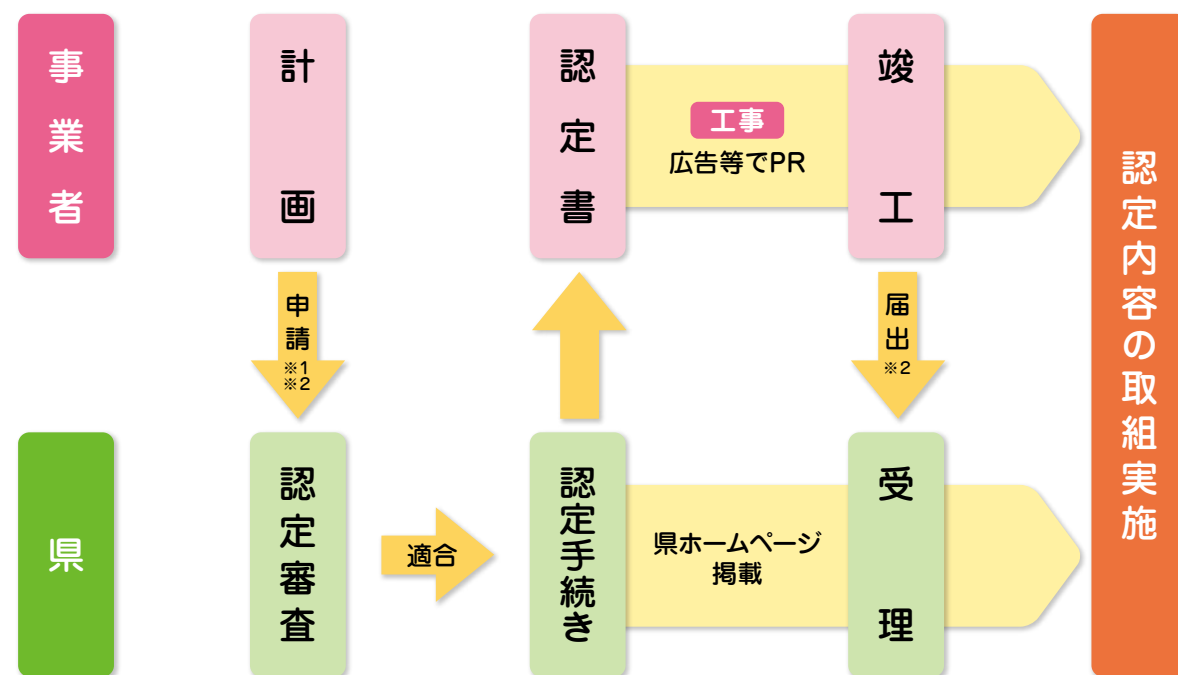 事業者
計画
認定書
工事
広告等でPR
竣工
申請
※1
※2
届出
※2
県
認定審査
適合
認定手続き
県ホームページ
掲載
受理
認定内容の取組実施